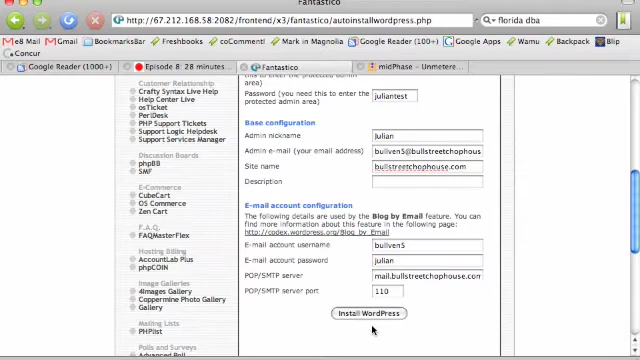 Fantastico
http://67.212.168.58:2082/frontend/x3/fantastico/autoinstallwordpress.php
florida dba
e8 Mail BookmarksBar Freshbooks coComment! Mark in Magnolia Google Reader (100+) Google Apps Wamu Backpack Blip
Concur
Google Reader (1000+) Episode 8: 28 minutes... Fantastico midPhase - Unmetere...
Customer Relationship
Crafty Syntax Live Help
Help Center Live
osTicket
PerlDesk
PHP Support Tickets
Support Logic Helpdesk
Support Services Manager
Discussion Boards
phpBB
SMF
E-Commerce
CubeCart
OS Commerce
Zen Cart
F.A.Q.
FAQMasterFlex
Hosting Billing
AccountLab Plus
phpCOIN
Image Galleries
4images Gallery
Coppermine Photo Gallery
Gallery
Mailing Lists
PHPlist
Polls and Surveys
Advanced Poll
this to enter the protected admin
area)
Password (you need this to enter the
protected admin area)
juliantest
Base configuration
Admin nickname Julian
Admin e-mail (your email address) bullven5@bullstreetchophous
Site name bullstreetchophouse.com
Description
E-mail account configuration
The following details are used by the Blog by Email feature. You can
find more information about this feature in the following page:
http://codex.wordpress.org/Blog_by_Email
E-mail account username bullven5
E-mail account password julian
POP/SMTP server mail.bullstreetchophouse.com
POP/SMTP server port 110
Install WordPress